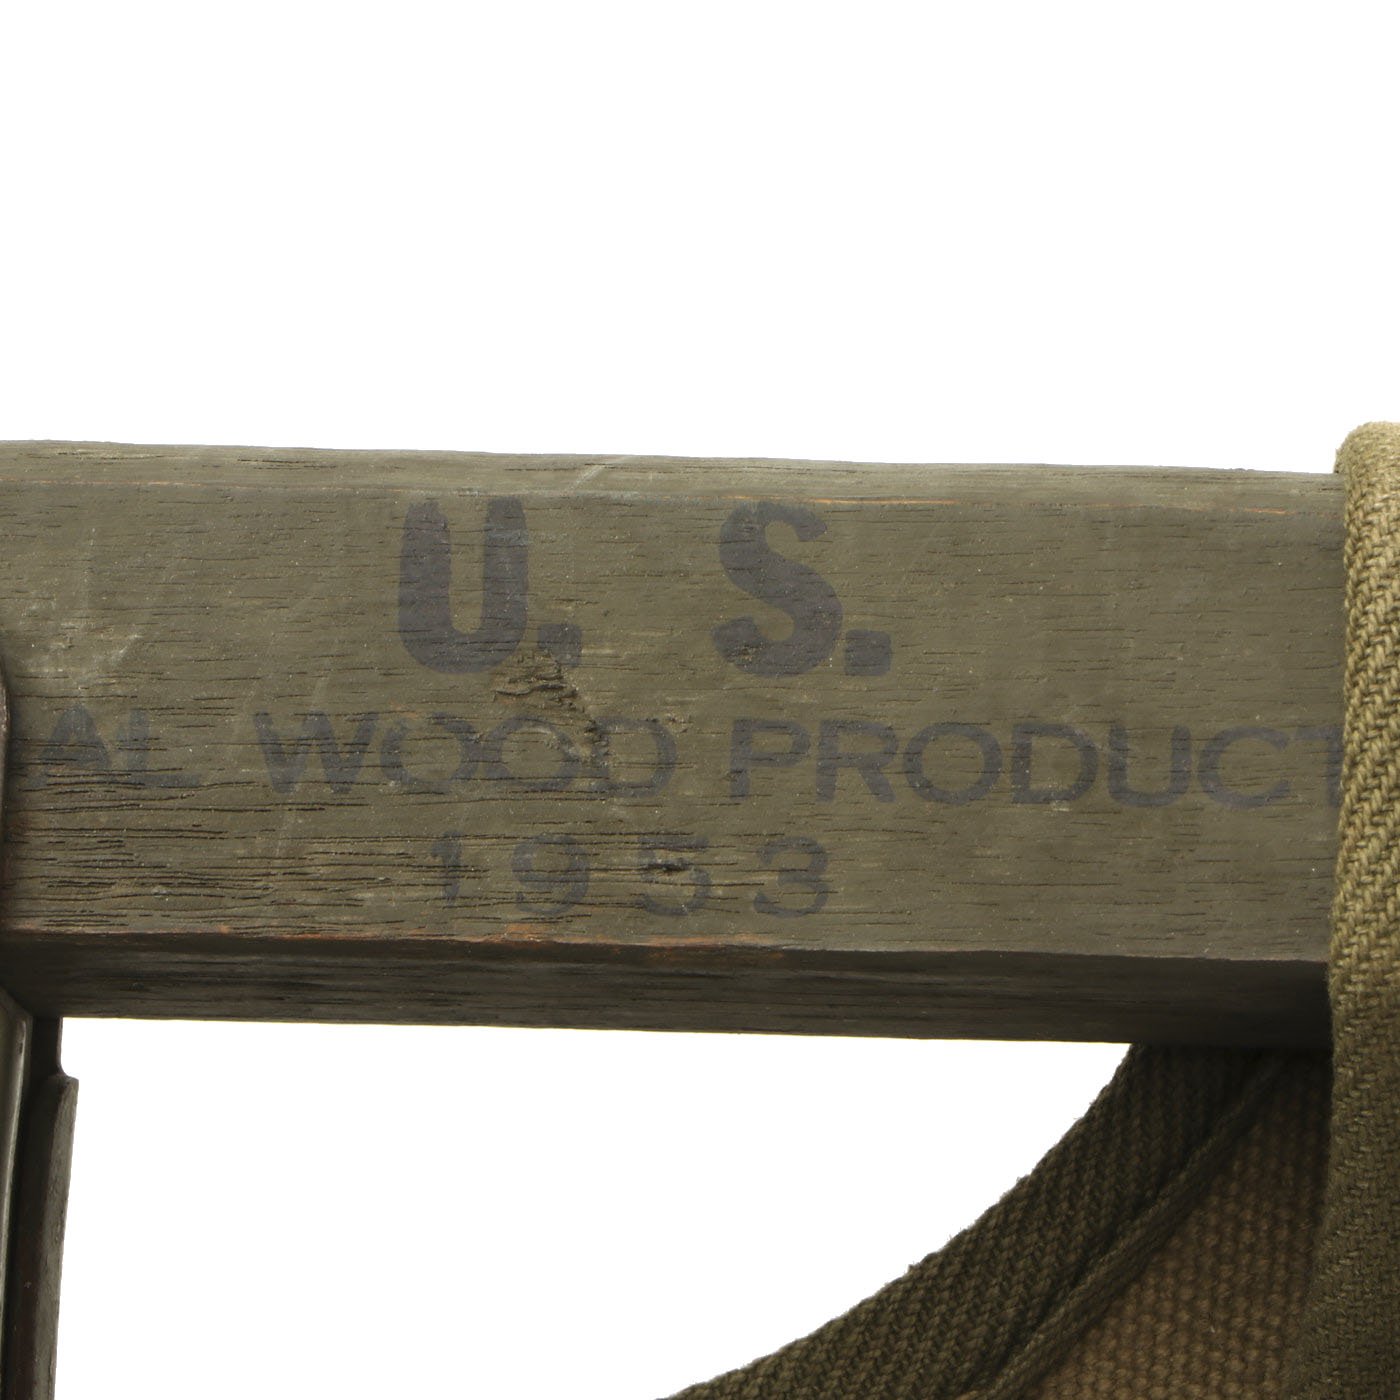 U. S.
AL WOOD PRODUCT
1953